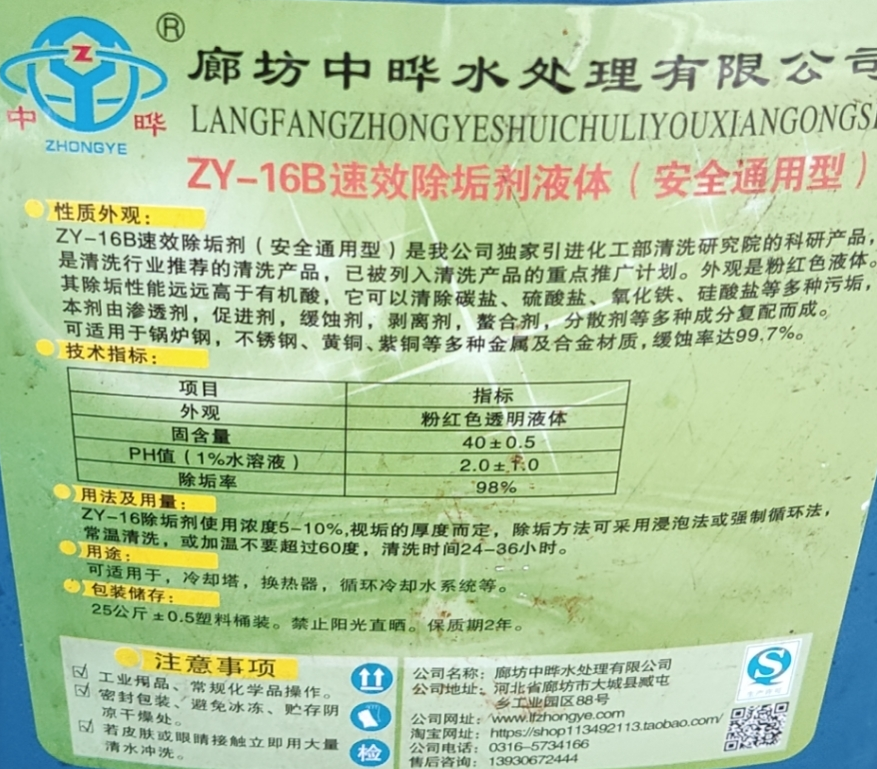 ®
廊坊中晔水处理有限公司
Z
中 晔
ZHONGYE
LANGFANGZHONGYESHUICHULIYOUXIANGONGS
ZY-16B速效除垢剂液体（安全通用型）
性质外观：
ZY-16B速效除垢剂（安全通用型）是我公司独家引进化工部清洗研究院的科研产品，
是清洗行业推荐的清洗产品，已被列入清洗产品的重点推广计划。外观是粉红色液体。
其除垢性能远远高于有机酸，它可以清除碳盐、硫酸盐、氧化铁、硅酸盐等多种污垢，
本剂由渗透剂，促进剂，缓蚀剂，剥离剂，螯合剂，分散剂等多种成分复配而成。
可适用于锅炉钢，不锈钢、黄铜、紫铜等多种金属及合金材质，缓蚀率达99.7%。
技术指标：
项目 指标
外观 粉红色透明液体
固含量 40±0.5
PH值（1%水溶液） 2.0±1.0
除垢率 98%
用法及用量：
ZY-16除垢剂使用浓度5-10%,视垢的厚度而定，除垢方法可采用浸泡法或强制循环法，
常温清洗，或加温不要超过60度，清洗时间24-36小时。
用途：
可适用于，冷却塔，换热器，循环冷却水系统等。
包装储存：
25公斤±0.5塑料桶装。禁止阳光直晒。保质期2年。
注意事项
工业用品、常规化学品操作。
密封包装、避免冰冻、贮存阴
凉干燥处。
若皮肤或眼睛接触立即用大量
清水冲洗。
检
公司名称：廊坊中晔水处理有限公司
公司地址：河北省廊坊市大城县臧屯
乡工业园区88号
公司网址：www.lfzhongye.com
淘宝网址：https://shop113492113.taobao.com/
公司电话：0316-5734166
售后咨询：13930672444
S